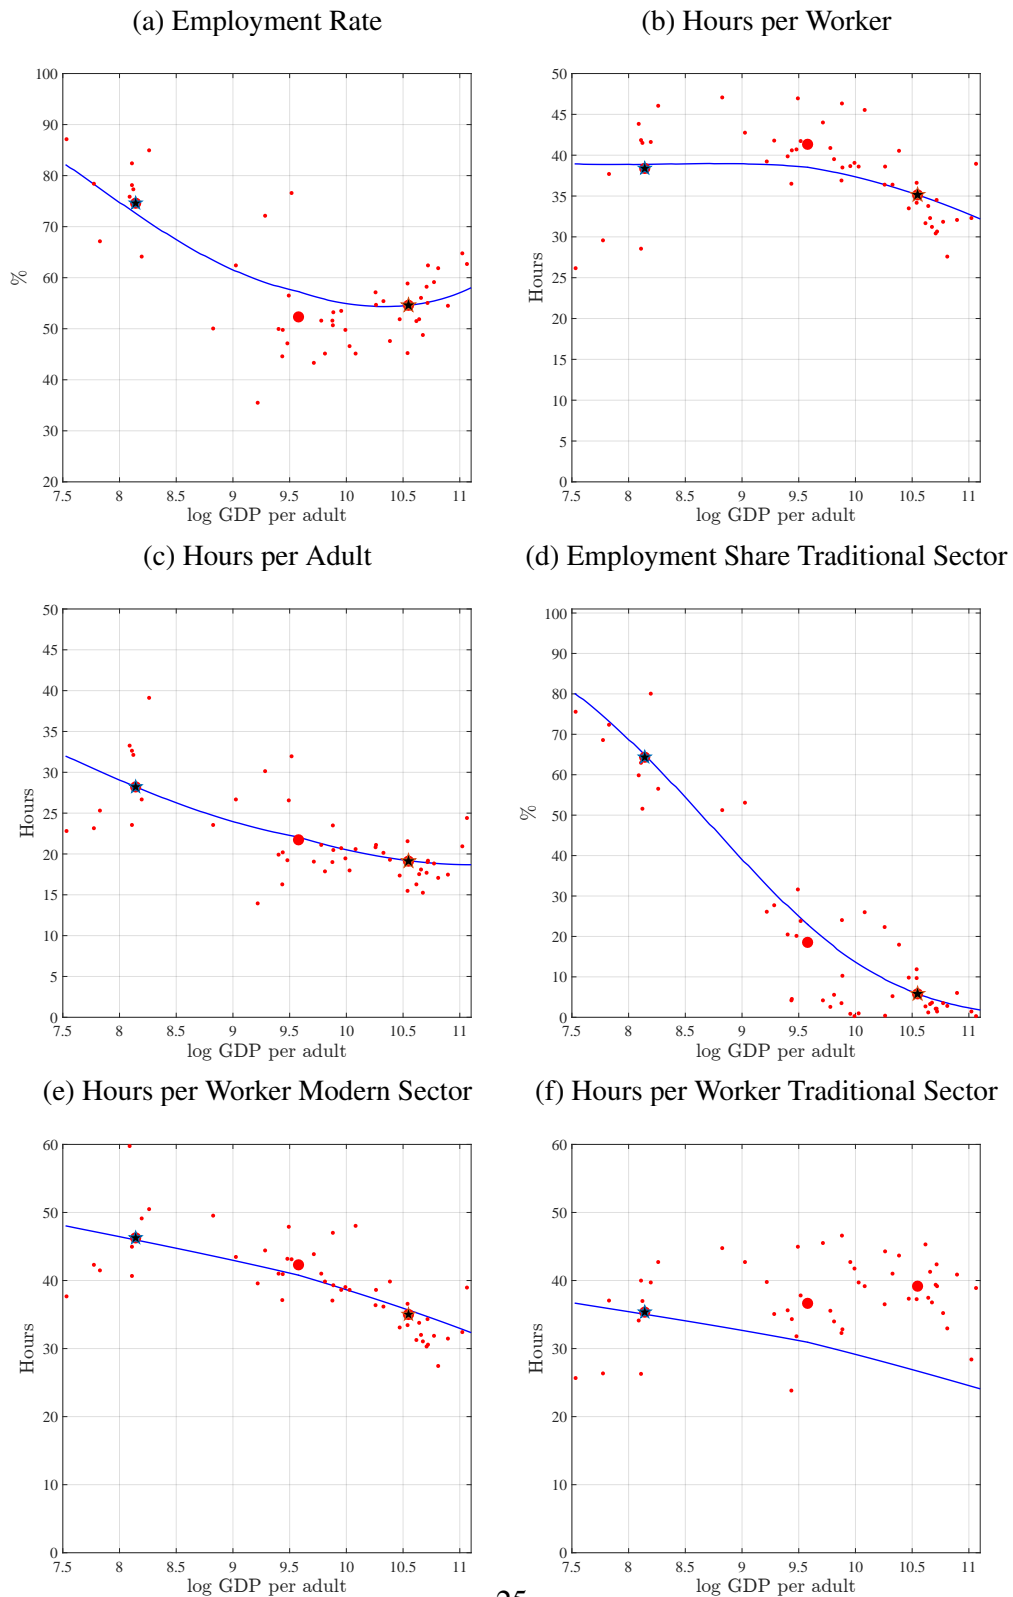 (a) Employment Rate
(b) Hours per Worker
100
90
80
70
60
50
40
30
20
%
7.5 8 8.5 9 9.5 10 10.5 11
log GDP per adult
50
45
40
35
30
25
20
15
10
5
0
Hours
7.5 8 8.5 9 9.5 10 10.5 11
log GDP per adult
(c) Hours per Adult
(d) Employment Share Traditional Sector
50
45
40
35
30
25
20
15
10
5
0
Hours
7.5 8 8.5 9 9.5 10 10.5 11
log GDP per adult
100
90
80
70
60
50
40
30
20
10
0
%
7.5 8 8.5 9 9.5 10 10.5 11
log GDP per adult
(e) Hours per Worker Modern Sector
(f) Hours per Worker Traditional Sector
60
50
40
30
20
10
0
Hours
7.5 8 8.5 9 9.5 10 10.5 11
log GDP per adult
60
50
40
30
20
10
0
Hours
7.5 8 8.5 9 9.5 10 10.5 11
log GDP per adult